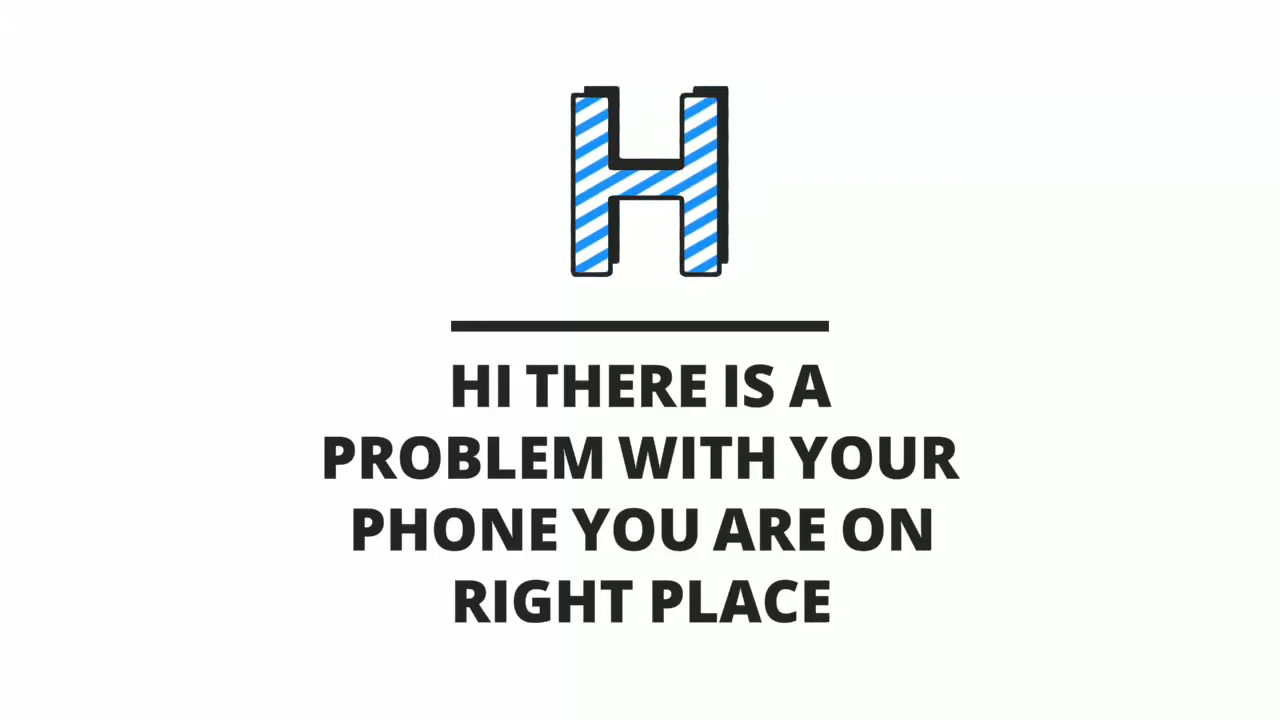 H
HI THERE IS A
PROBLEM WITH YOUR
PHONE YOU ARE ON
RIGHT PLACE